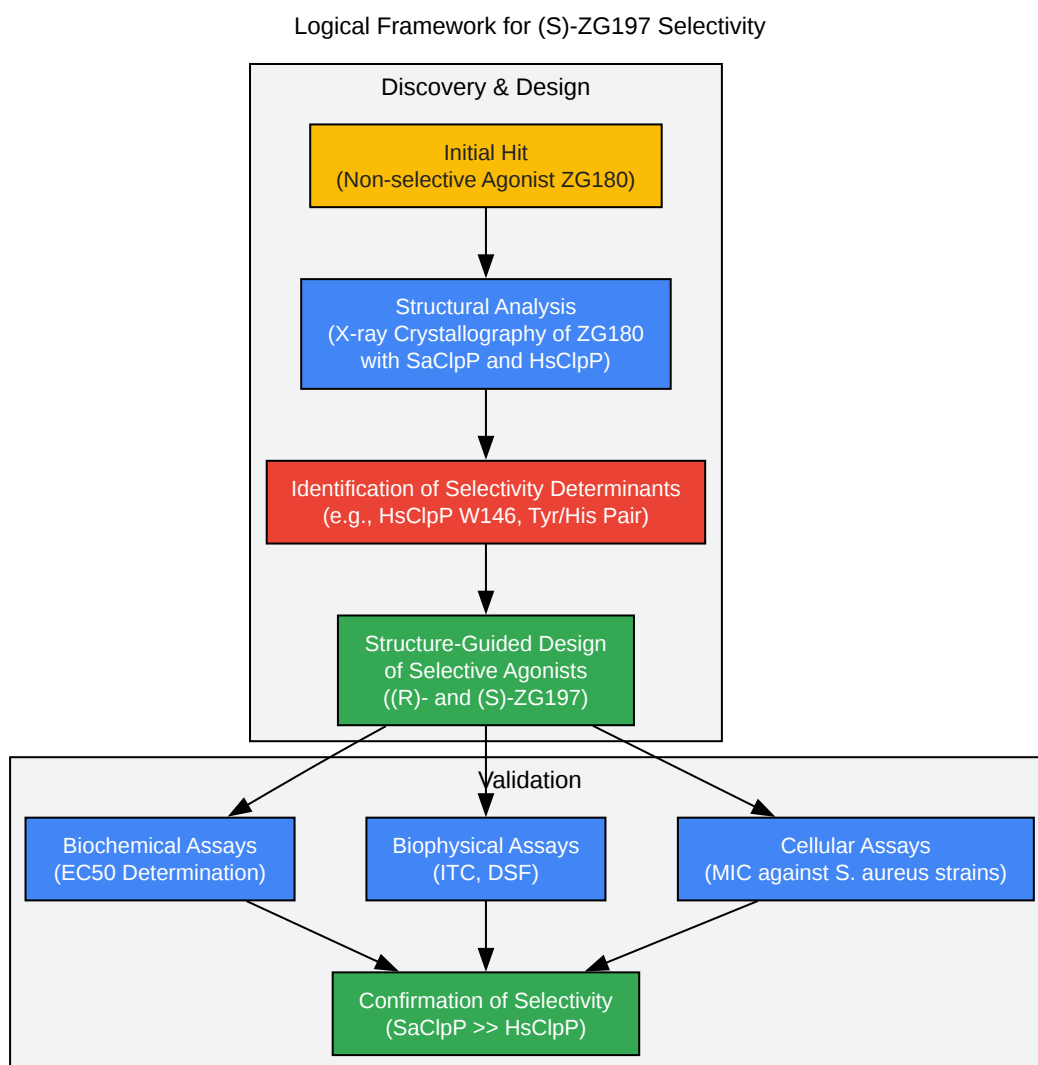 Logical Framework for (S)-ZG197 Selectivity
Discovery & Design
Initial Hit
(Non-selective Agonist ZG180)
Structural Analysis
(X-ray Crystallography of ZG180
with SaClpP and HsClpP)
Identification of Selectivity Determinants
(e.g., HsClpP W146, Tyr/His Pair)
Structure-Guided Design
of Selective Agonists
((R)- and (S)-ZG197)
Validation
Biochemical Assays
(EC50 Determination)
Biophysical Assays
(ITC, DSF)
Cellular Assays
(MIC against S. aureus strains)
Confirmation of Selectivity
(SaClpP >> HsClpP)